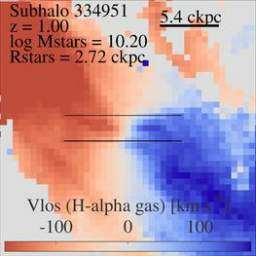 Subhalo 334951
5.4 ckpc
z = 1.00
log Mstars = 10.20
Rstars = 2.72 ckpc
Vlos (H-alpha gas) [km s⁻¹]
-100 0 100